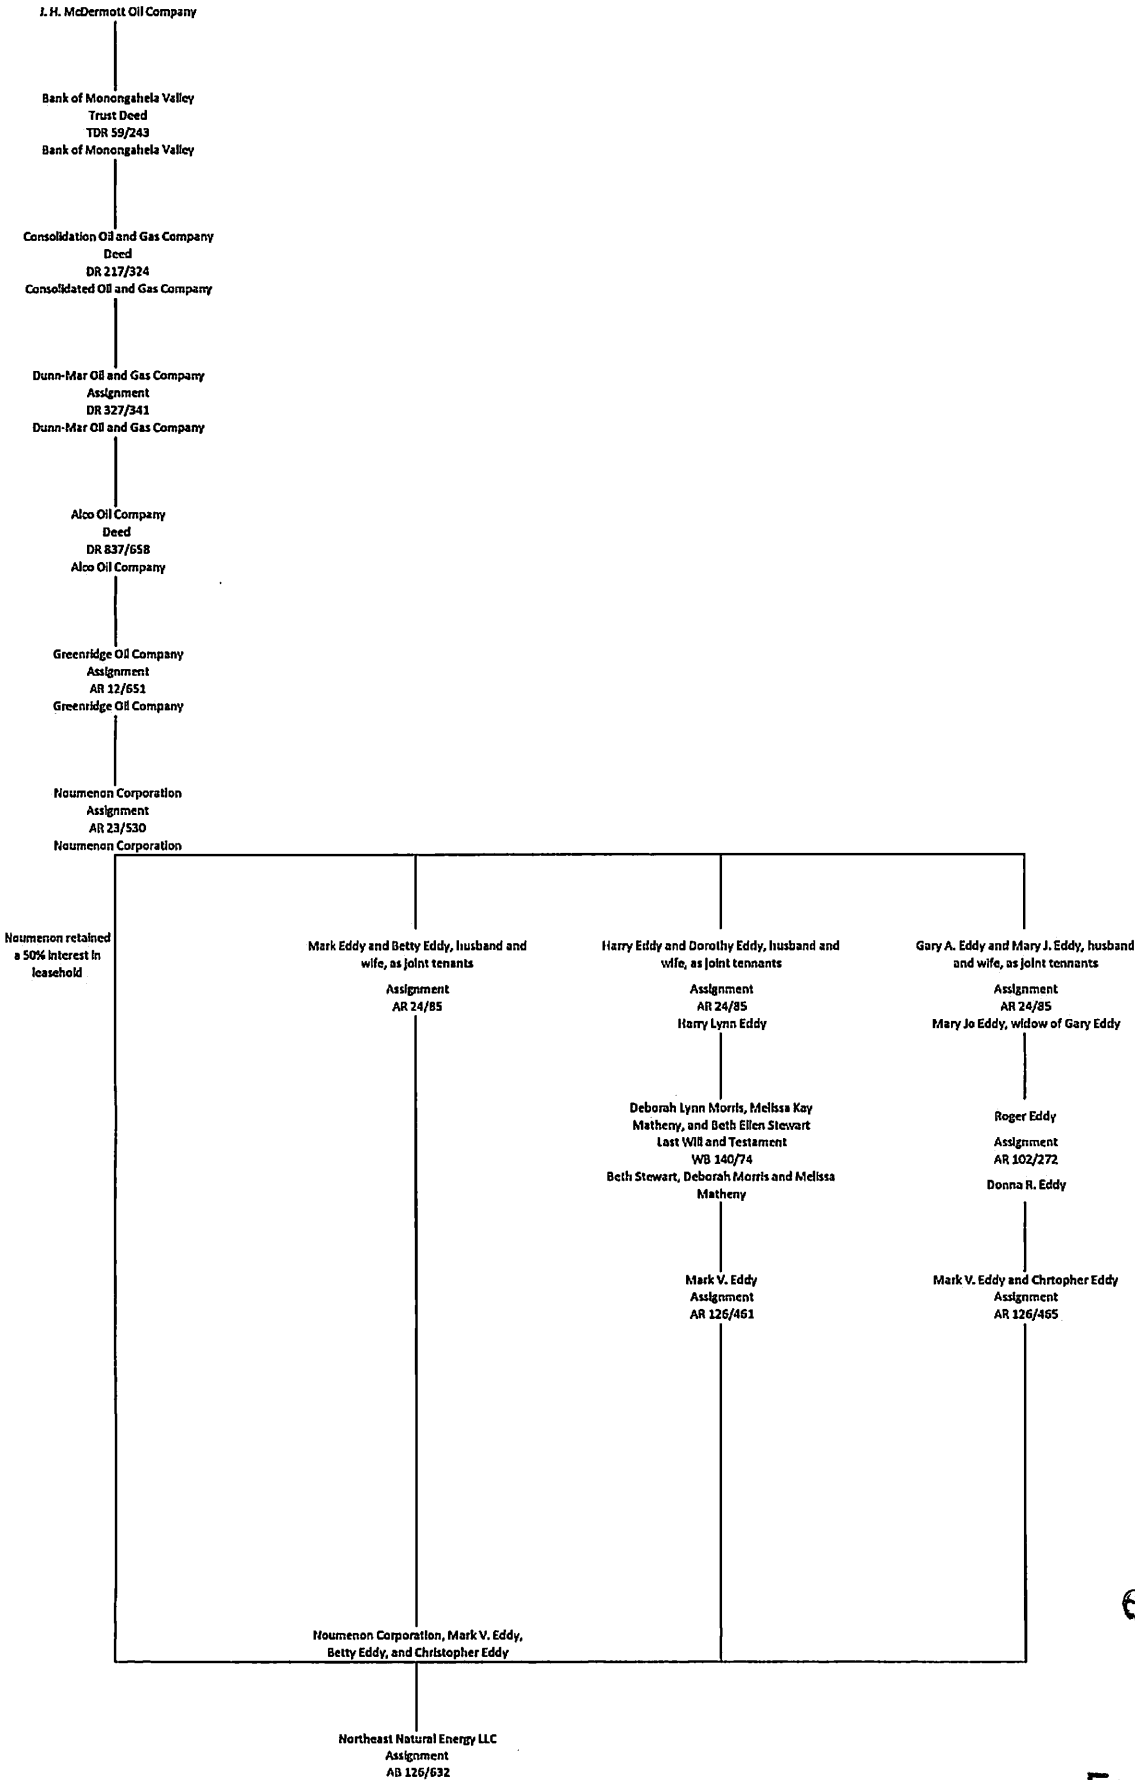 J. H. McDermott Oil Company
Bank of Monongahela Valley
Trust Deed
TDR 59/243
Bank of Monongahela Valley
Consolidation Oil and Gas Company
Deed
DR 217/324
Consolidated Oil and Gas Company
Dunn-Mar Oil and Gas Company
Assignment
DR 327/341
Dunn-Mar Oil and Gas Company
Alco Oil Company
Deed
DR 837/658
Alco Oil Company
Greenridge Oil Company
Assignment
AR 12/651
Greenridge Oil Company
Noumenon Corporation
Assignment
AR 23/530
Noumenon Corporation
Noumenon retained
a 50% interest in
leasehold
Mark Eddy and Betty Eddy, husband and
wife, as joint tenants
Assignment
AR 24/85
Harry Eddy and Dorothy Eddy, husband and
wife, as joint tennants
Assignment
AR 24/85
Harry Lynn Eddy
Deborah Lynn Morris, Melissa Kay
Matheny, and Beth Ellen Stewart
Last Will and Testament
WB 140/74
Beth Stewart, Deborah Morris and Melissa
Matheny
Mark V. Eddy
Assignment
AR 126/461
Gary A. Eddy and Mary J. Eddy, husband
and wife, as joint tennants
Assignment
AR 24/85
Mary Jo Eddy, widow of Gary Eddy
Roger Eddy
Assignment
AR 102/272
Donna R. Eddy
Mark V. Eddy and Chrtopher Eddy
Assignment
AR 126/465
Noumenon Corporation, Mark V. Eddy,
Betty Eddy, and Christopher Eddy
Northeast Natural Energy LLC
Assignment
AB 126/632